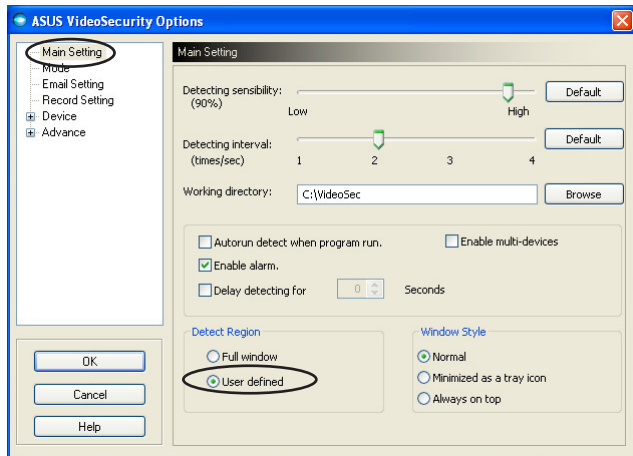 ASUS VideoSecurity Options
Main Setting
Mode
Email Setting
Record Setting
Device
Advance
OK
Cancel
Help
Main Setting
Detecting sensibility:
(90%)
Low
High
Default
Detecting interval:
(times/sec)
1 2 3 4
Default
Working directory:
C:\VideoSec
Browse
Autorun detect when program run.
Enable multi-devices
Enable alarm.
Delay detecting for 0 Seconds
Detect Region
Full window
User defined
Window Style
Normal
Minimized as a tray icon
Always on top